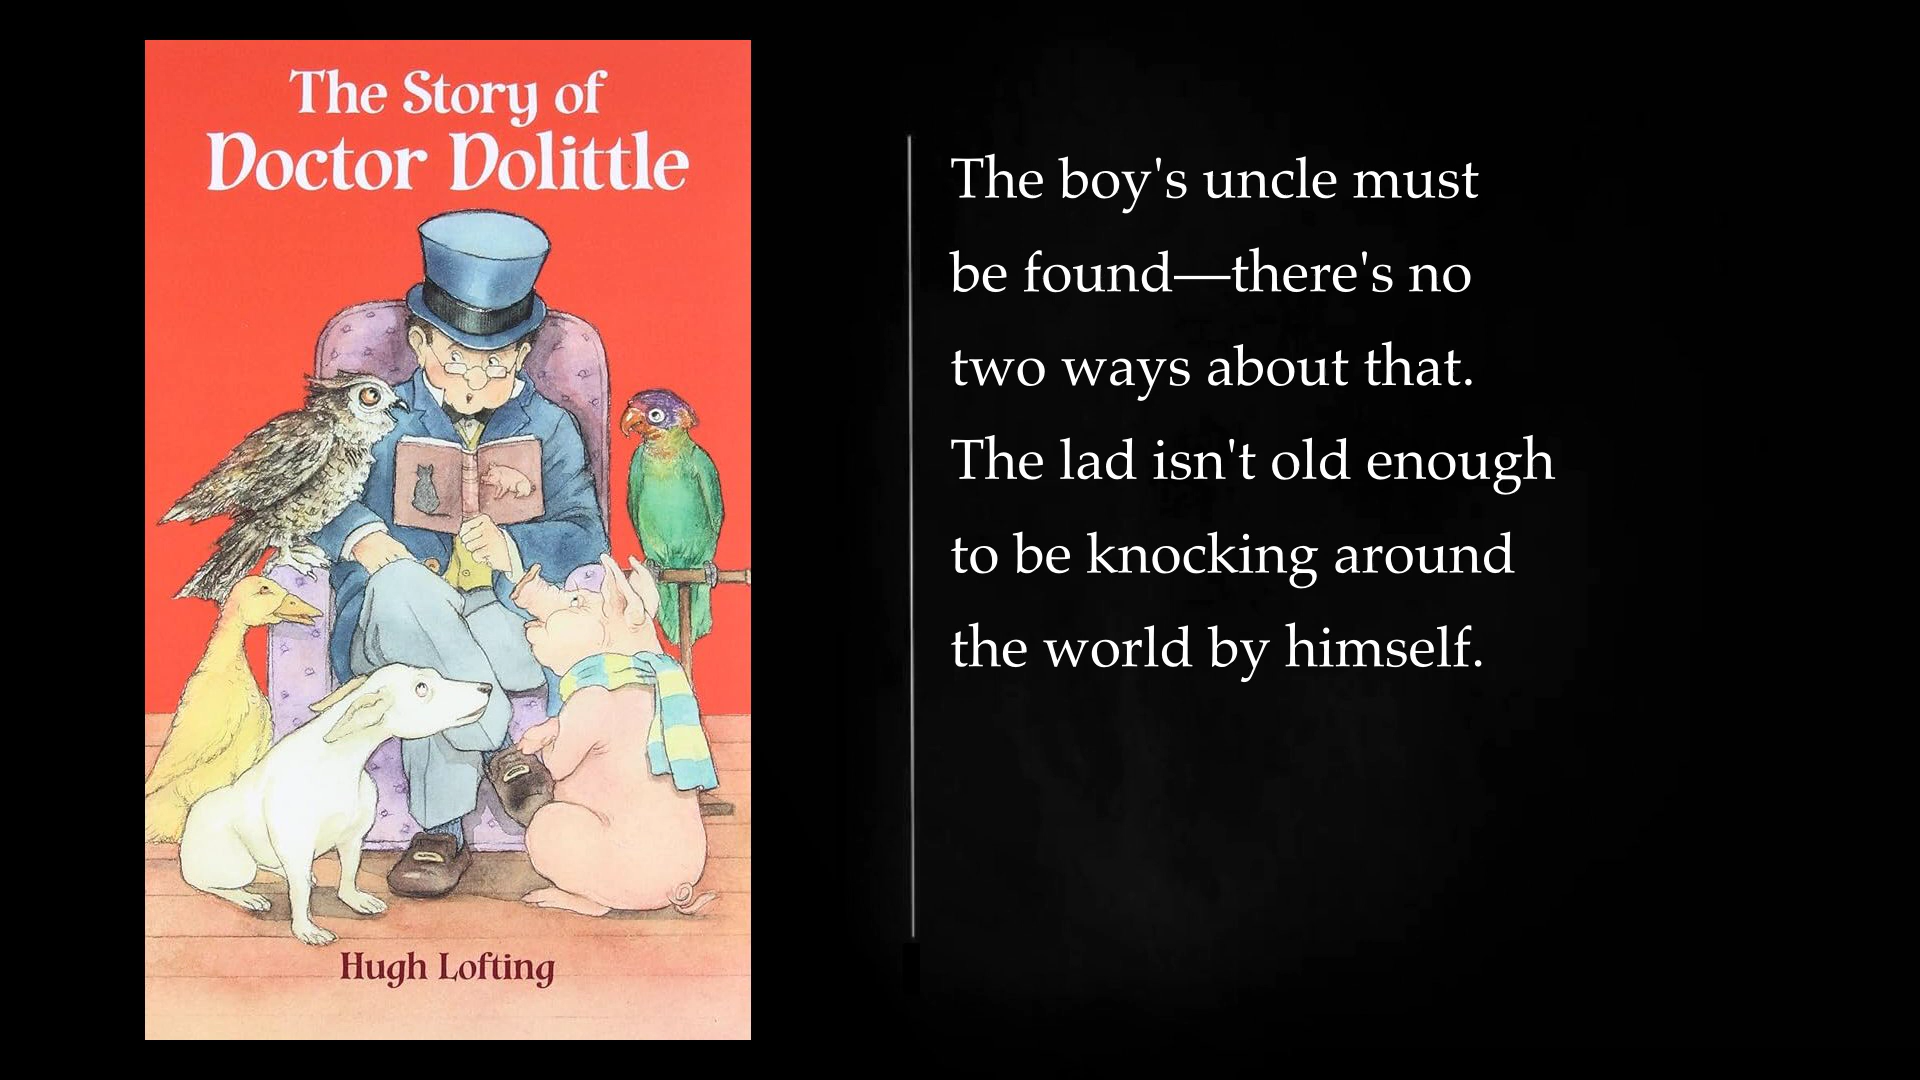 The Story of
Doctor Dolittle
Hugh Lofting
The boy's uncle must
be found—there's no
two ways about that.
The lad isn't old enough
to be knocking around
the world by himself.